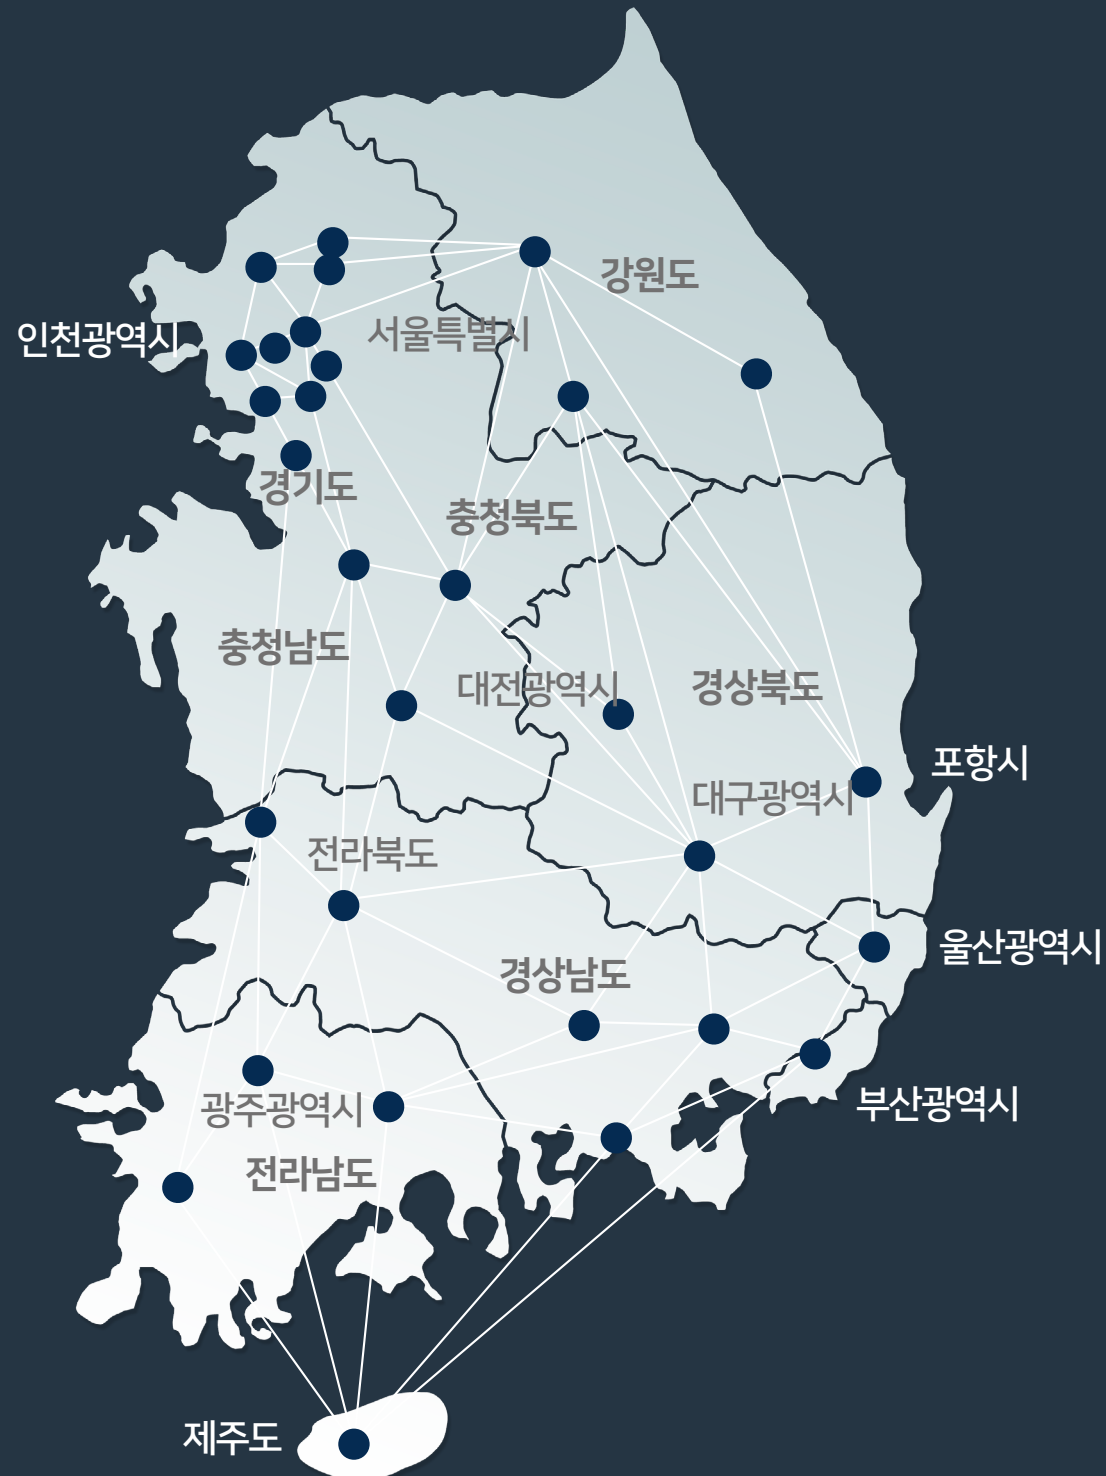 강원도
서울특별시
인천광역시
경기도
충청북도
충청남도
대전광역시
경상북도
포항시
대구광역시
전라북도
울산광역시
경상남도
부산광역시
광주광역시
전라남도
제주도